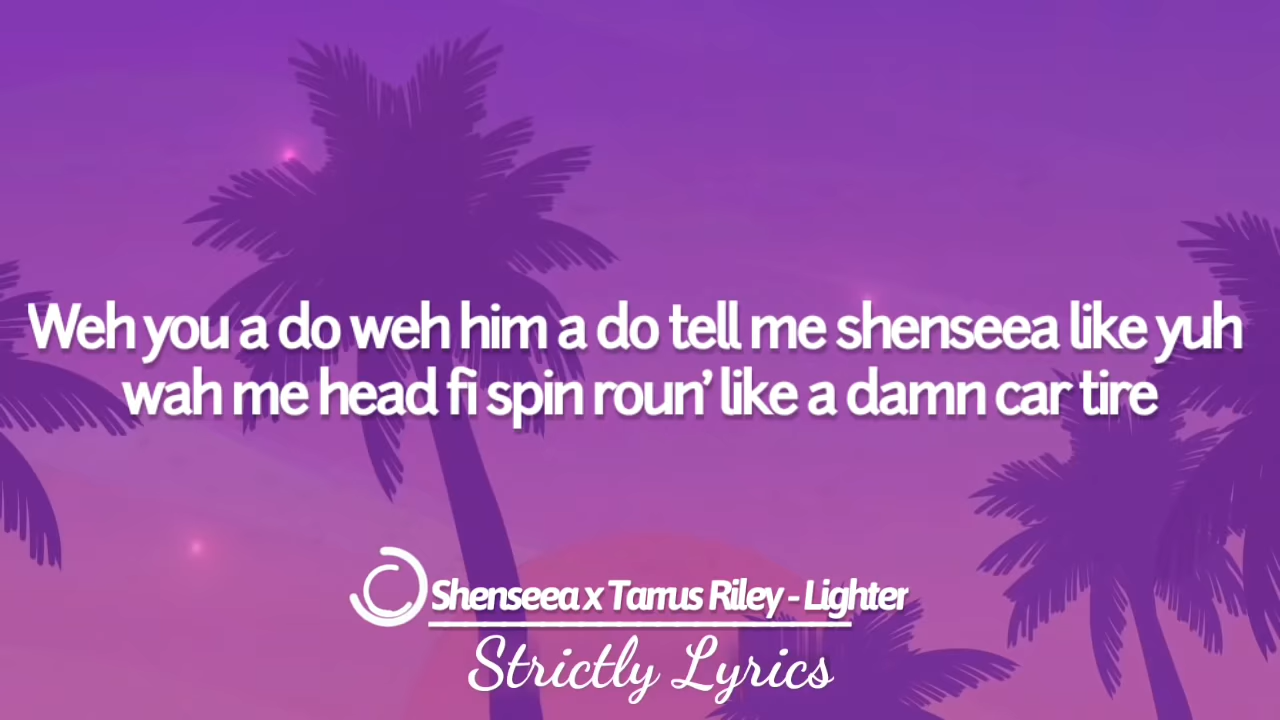 Weh you a do weh him a do tell me shenseea like yuh
wah me head fi spin roun’ like a damn car tire
Shenseea x Tarrus Riley - Lighter
Strictly Lyrics